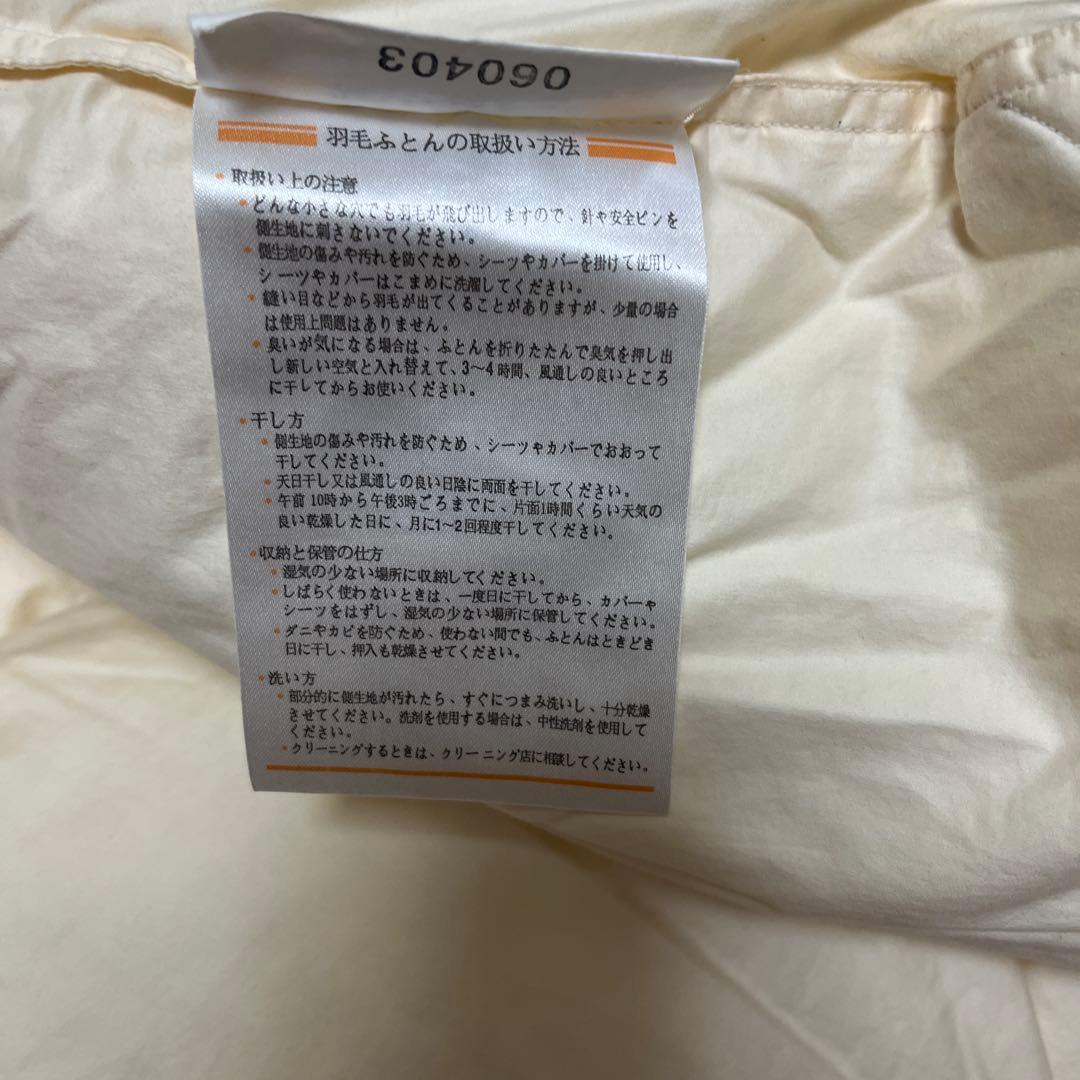 060403
羽毛ふとんの取扱い方法
・取扱い上の注意
・どんな小さな穴でも羽毛が飛び出しますので、針や安全ピンを
側生地に刺さないでください。
・側生地の傷みや汚れを防ぐため、シーツやカバーを掛けて使用し、
シーツやカバーはこまめに洗濯してください。
・縫い目などから羽毛が出てくることがありますが、少量の場合
は使用上問題はありません。
・臭いが気になる場合は、ふとんを折りたたんで臭気を押し出
し新しい空気と入れ替えて、3〜4時間、風通しの良いところ
に干してからお使いください。
・干し方
・側生地の傷みや汚れを防ぐため、シーツやカバーでおおって
干してください。
・天日干し又は風通しの良い日陰に両面を干してください。
・午前10時から午後3時ごろまでに、片面1時間くらい天気の
良い乾燥した日に、月に1〜2回程度干してください。
・収納と保管の仕方
・湿気の少ない場所に収納してください。
・しばらく使わないときは、一度日に干してから、カバーや
シーツをはずし、湿気の少ない場所に保管してください。
・ダニやカビを防ぐため、使わない間でも、ふとんはときどき
日に干し、押入も乾燥させてください。
・洗い方
・部分的に側生地が汚れたら、すぐにつまみ洗いし、十分乾燥
させてください。洗剤を使用する場合は、中性洗剤を使用して
ください。
・クリーニングするときは、クリーニング店に相談してください。